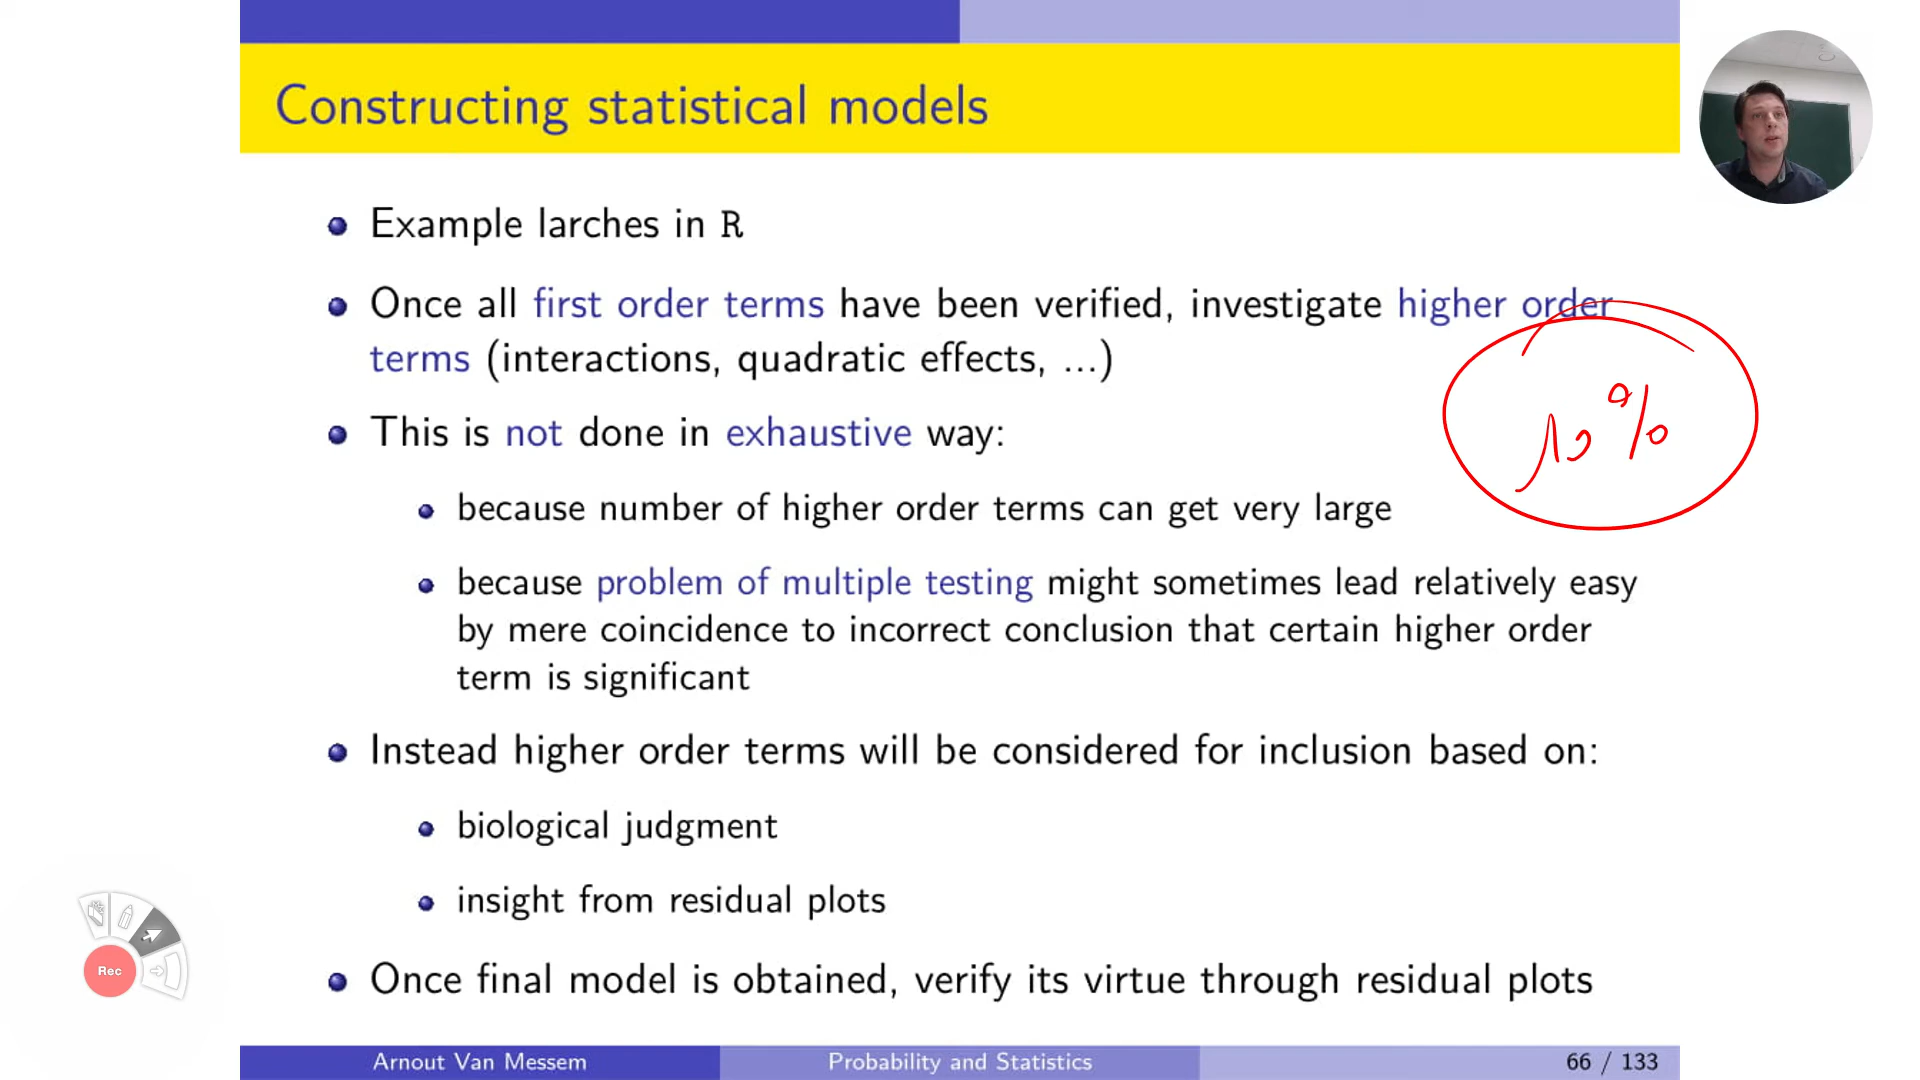 Constructing statistical models
Example larches in R
Once all first order terms have been verified, investigate higher order
terms (interactions, quadratic effects, ...)
10%
This is not done in exhaustive way:
because number of higher order terms can get very large
because problem of multiple testing might sometimes lead relatively easy
by mere coincidence to incorrect conclusion that certain higher order
term is significant
Instead higher order terms will be considered for inclusion based on:
biological judgment
insight from residual plots
Rec
Once final model is obtained, verify its virtue through residual plots
Arnout Van Messem
Probability and Statistics
66 / 133